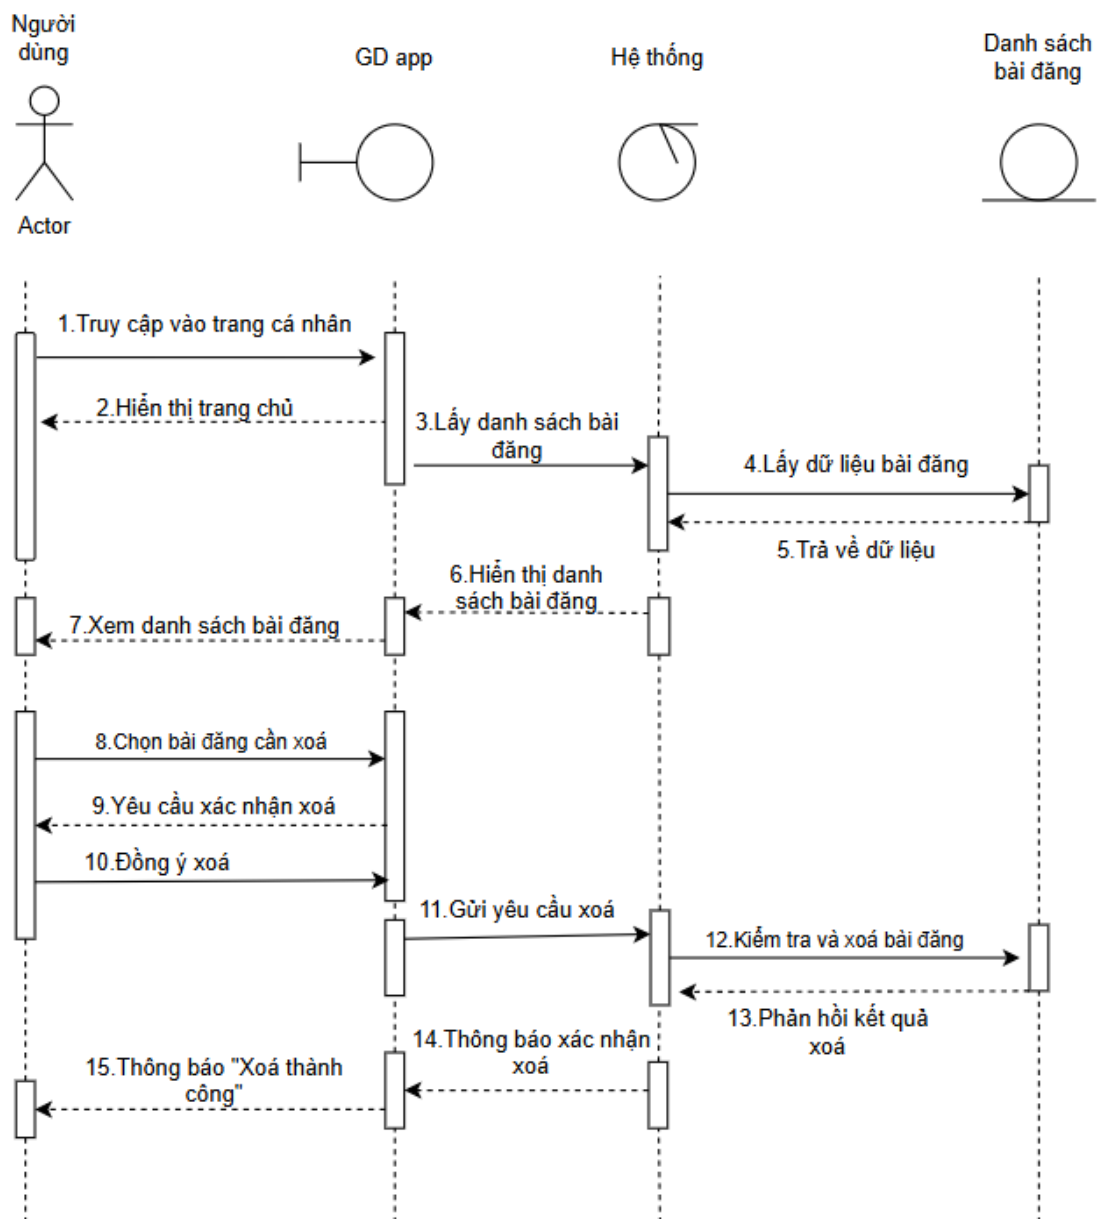 Người
dùng
GD app
Hệ thống
Danh sách
bài đăng
Actor
1.Truy cập vào trang cá nhân
2.Hiển thị trang chủ
3.Lấy danh sách bài
đăng
4.Lấy dữ liệu bài đăng
5.Trả về dữ liệu
6.Hiển thị danh
sách bài đăng
7.Xem danh sách bài đăng
8.Chọn bài đăng cần xoá
9.Yêu cầu xác nhận xoá
10.Đồng ý xoá
11.Gửi yêu cầu xoá
12.Kiểm tra và xoá bài đăng
13.Phản hồi kết quả
xoá
14.Thông báo xác nhận
xoá
15.Thông báo "Xoá thành
công"